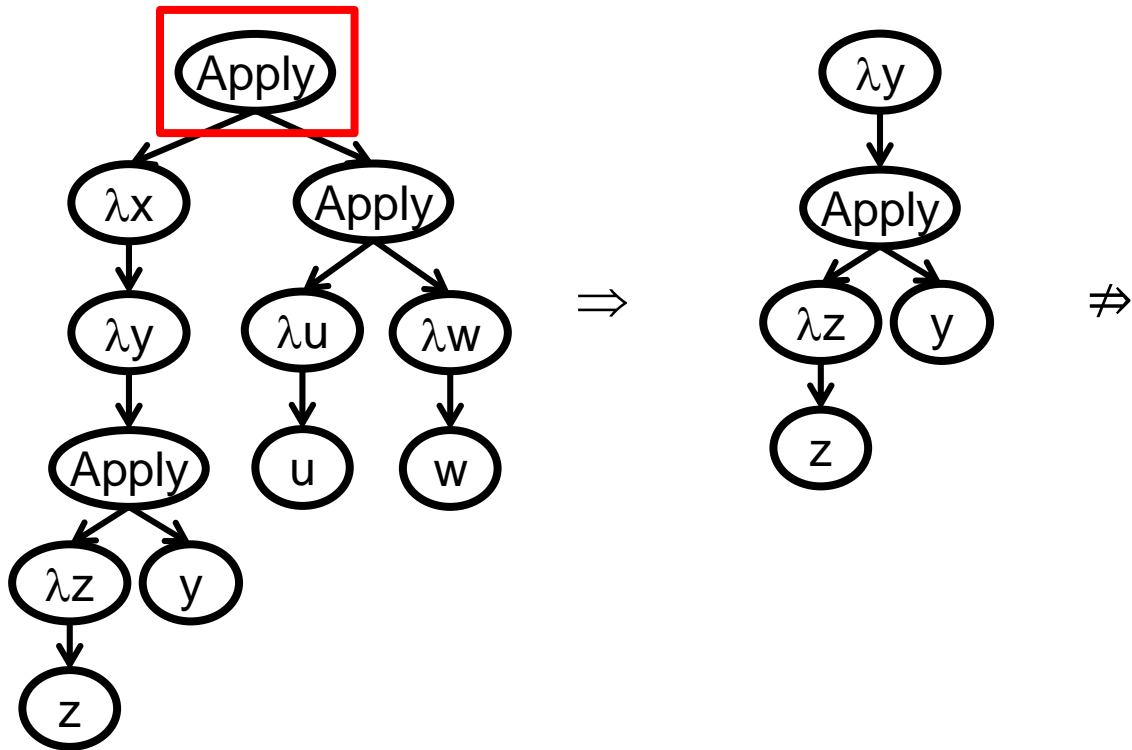 Apply λy
λx Apply Apply
λy λu λw ⇒ λz y ⇏
Apply u w z
λz y
z